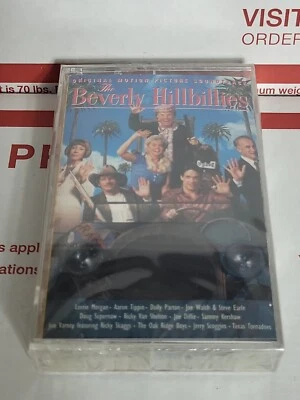 VISIT
ORDER
is 70 lbs.
um weig
PR
ORIGINAL MOTION PICTURE SOUNDTRACK
The
Beverly Hillbillies
s appl
nations
Lorrie Morgan - Aaron Tippin - Dolly Parton - Joe Walsh & Steve Earle
Doug Supernaw - Ricky Van Shelton - Joe Diffie - Sammy Kershaw
Jim Varney featuring Ricky Skaggs - The Oak Ridge Boys - Jerry Scoggins - Texas Tornados